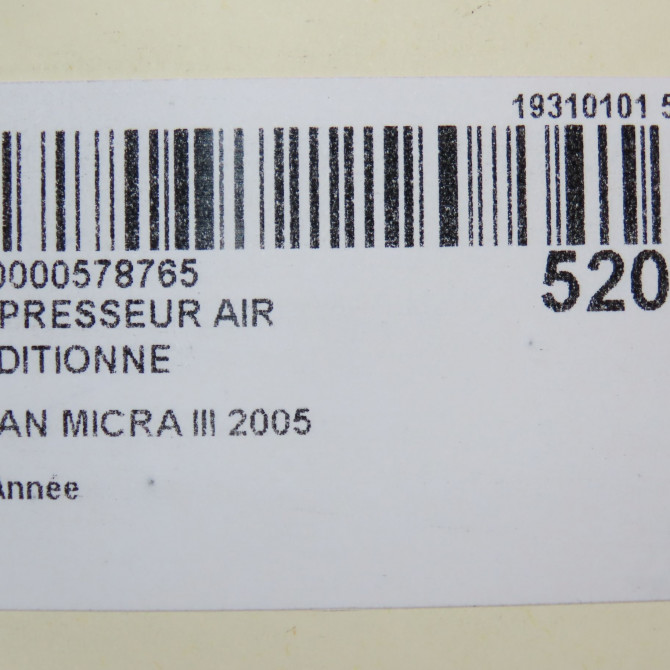 19310101 5
0000578765
520
PRESSEUR AIR
DITIONNE
AN MICRA III 2005
Année